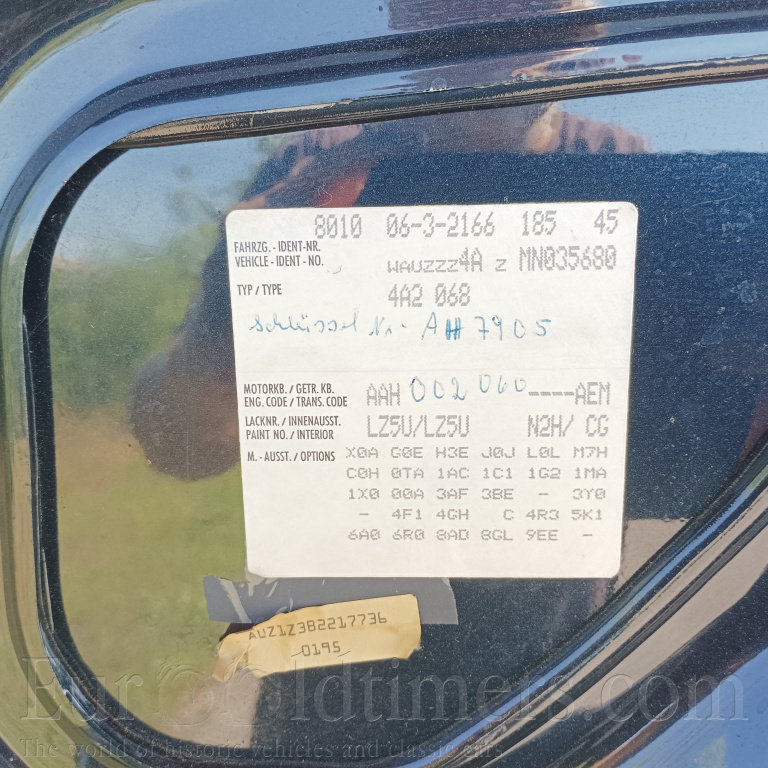 8010 06-3-2166 185 45
FAHRZG. - IDENT-NR.
VEHICLE - IDENT - NO. WAUZZZ4A Z MN035680
TYP / TYPE 4A2 068
Schlüssel Nr. AH 7905
MOTORKB. / GETR. KB.
ENG. CODE / TRANS. CODE AAH 002060 ----AEM
LACKNR. / INNENAUSST.
PAINT NO. / INTERIOR LZ5U/LZ5U N2H/ CG
M. - AUSST. / OPTIONS X0A G0E H3E J0J L0L M7H
C0H 0TA 1AC 1C1 1G2 1MA
1X0 00A 3AF 3BE - 3Y0
- 4F1 4GH C 4R3 5K1
6A0 6R0 8AD 8GL 9EE -
AUZ1Z3B2217736
0195
EuroOldtimers.com
The world of historic vehicles and classic cars